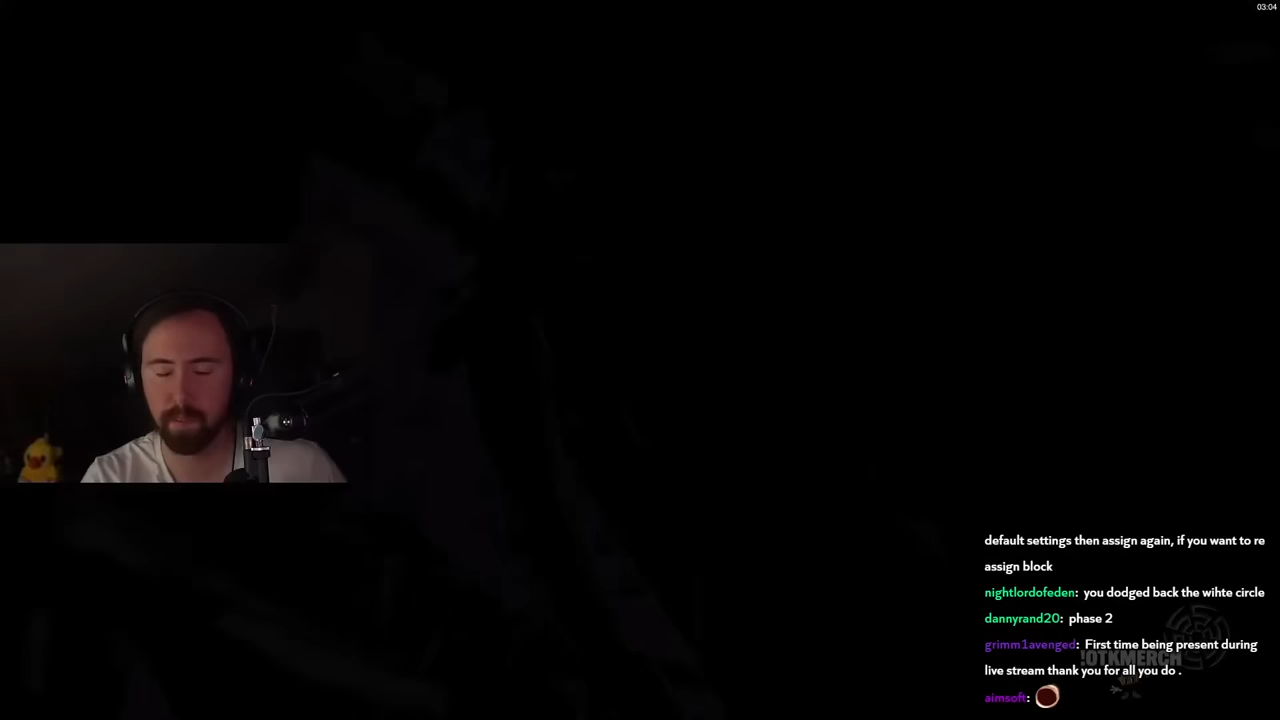 03:04
default settings then assign again, if you want to re
assign block
nightlordofeden: you dodged back the wihte circle
dannyrand20: phase 2
grimm1avenged: First time being present during
!OTKMERCH
live stream thank you for all you do .
aimsoft: